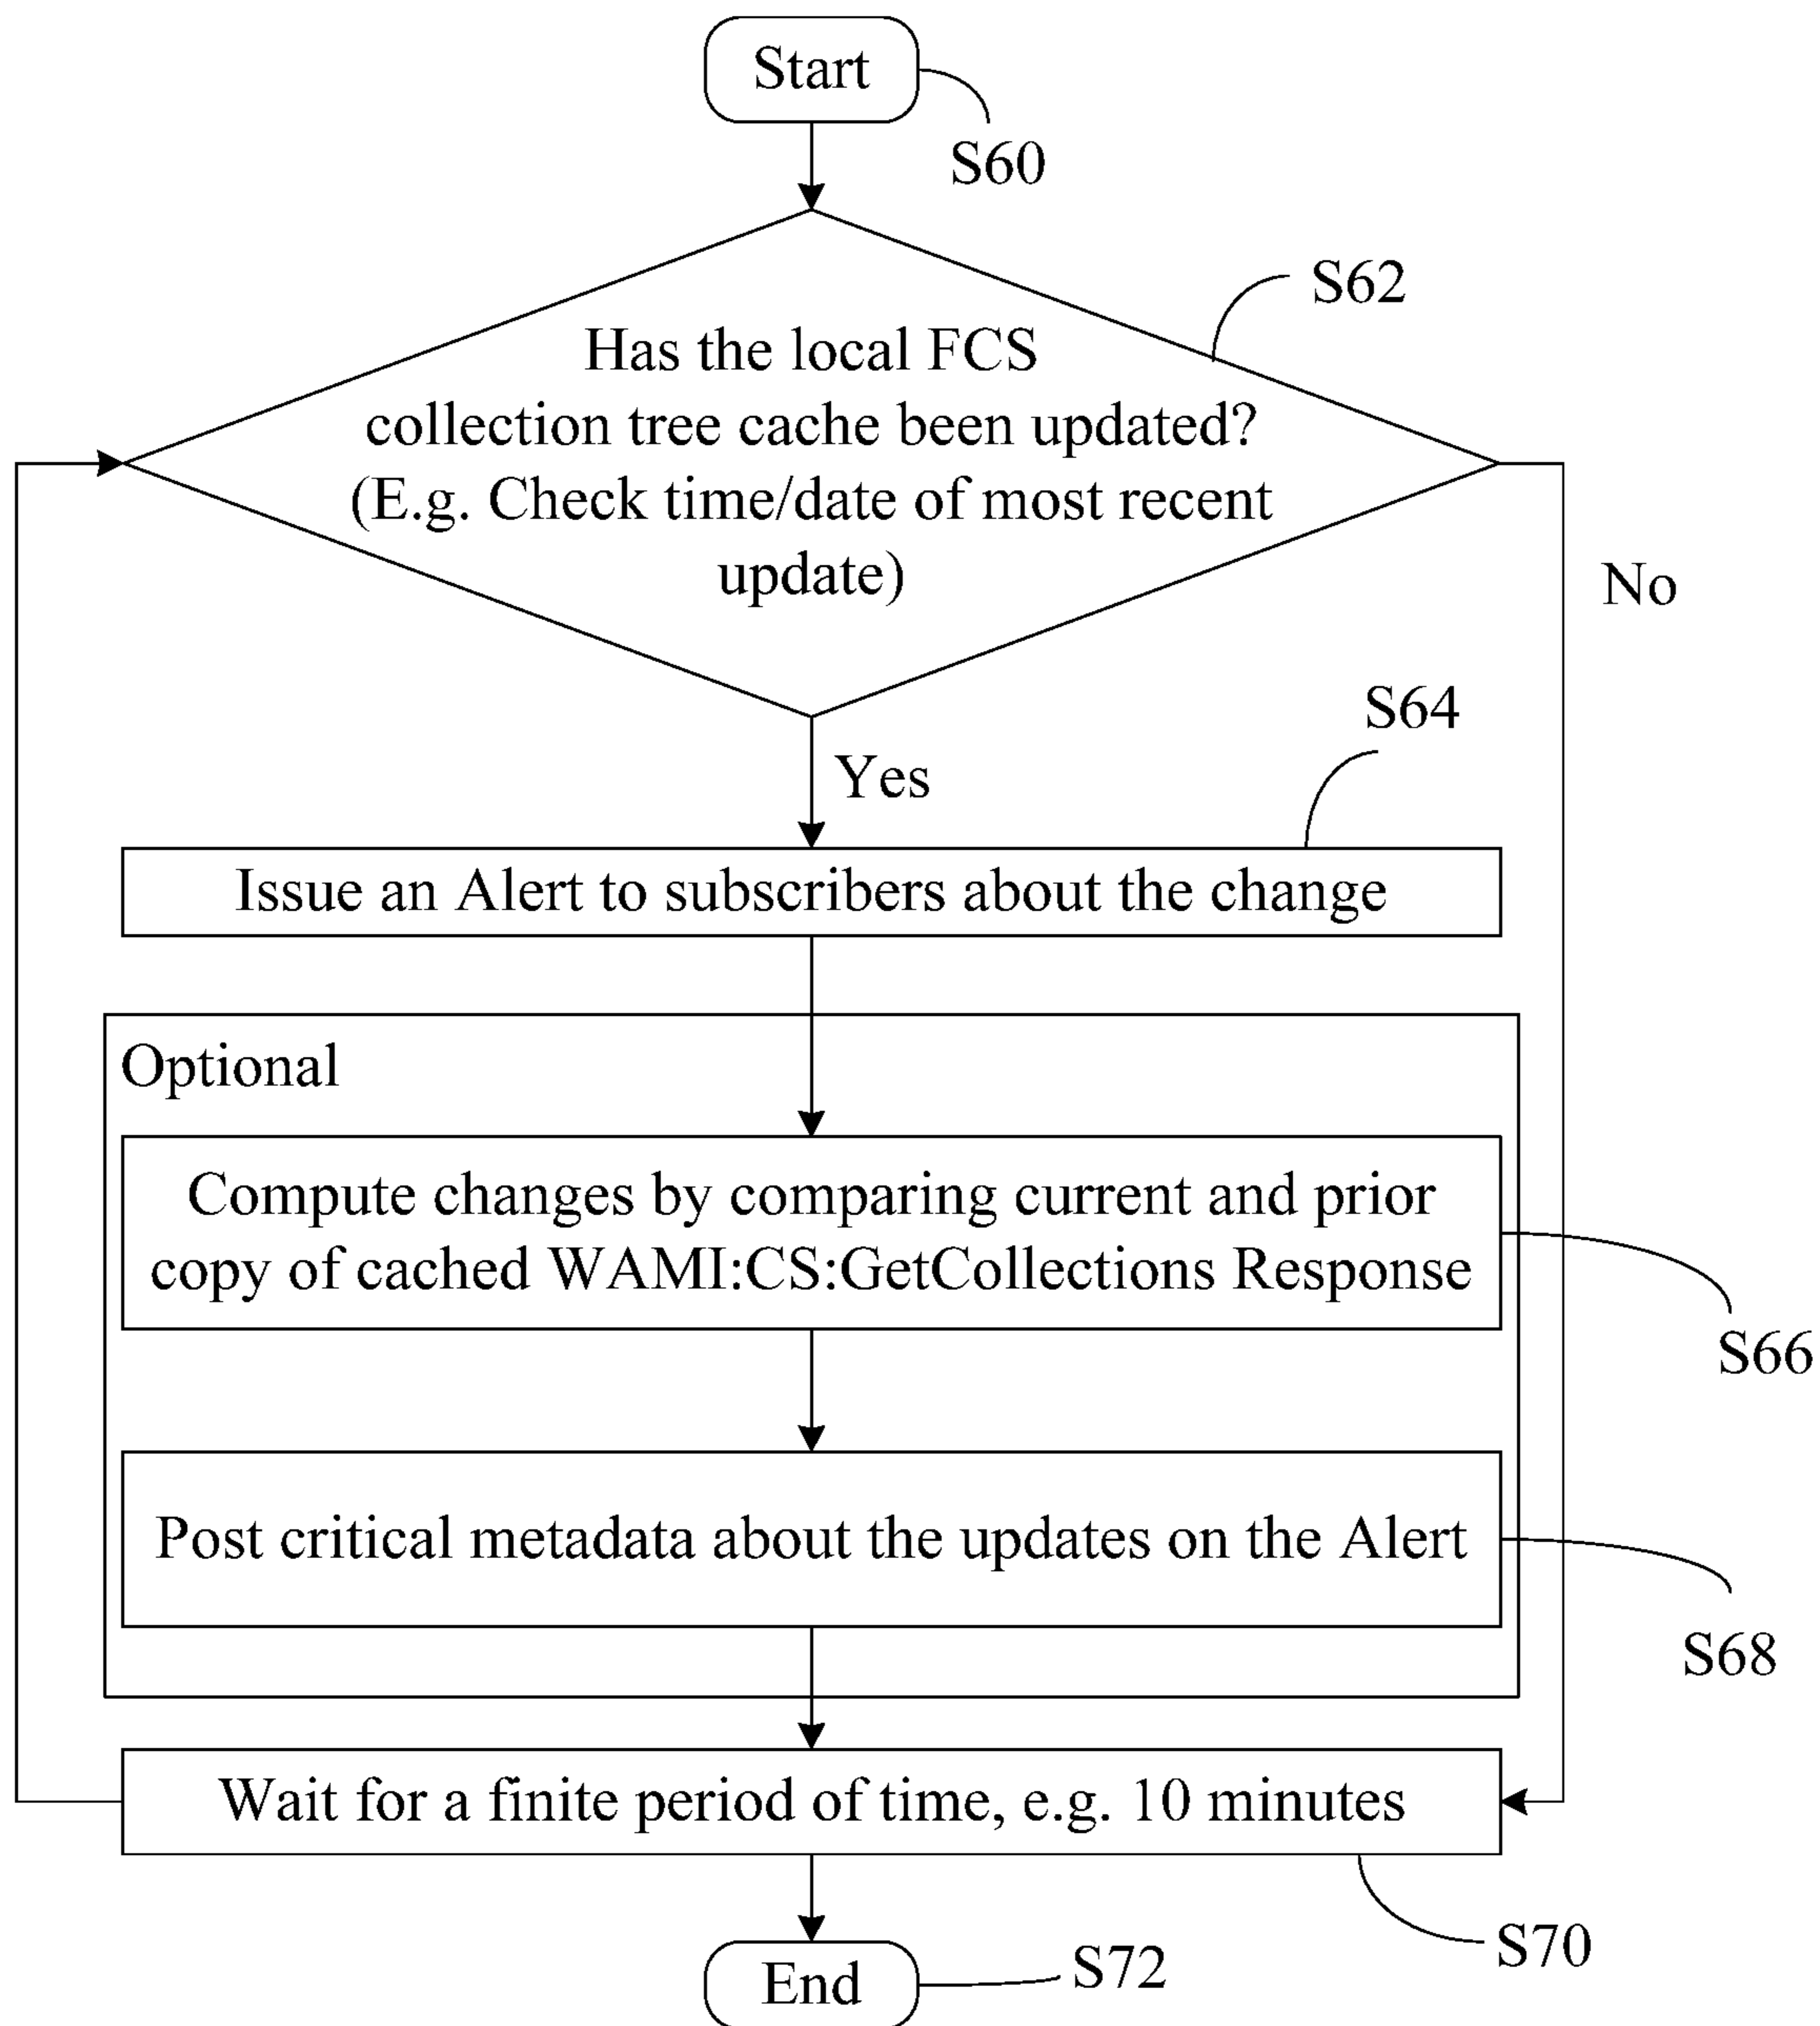 Start
S60
S62
Has the local FCS
collection tree cache been updated?
(E.g. Check time/date of most recent
update)
No
S64
Yes
Issue an Alert to subscribers about the change
Optional
Compute changes by comparing current and prior
copy of cached WAMI:CS:GetCollections Response
S66
Post critical metadata about the updates on the Alert
S68
Wait for a finite period of time, e.g. 10 minutes
S70
End
S72